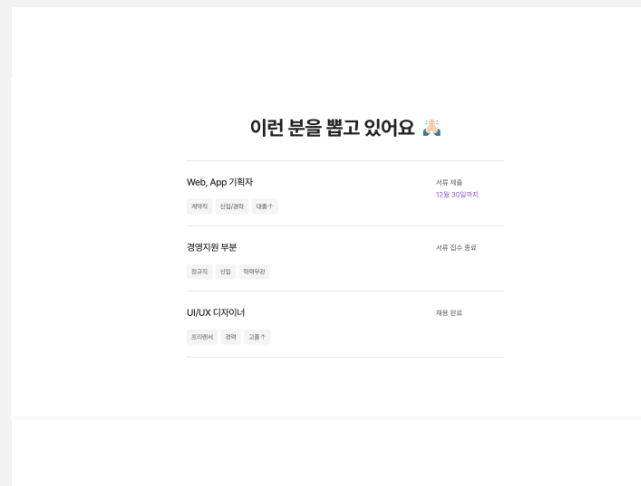 이런 분을 뽑고 있어요 🙏🏻
Web, App 기획자
서류 제출
12월 30일까지
계약직 신입/경력 대졸↑
경영지원 부분
서류 접수 종료
정규직 신입 학력무관
UI/UX 디자이너
채용 완료
프리랜서 경력 고졸↑